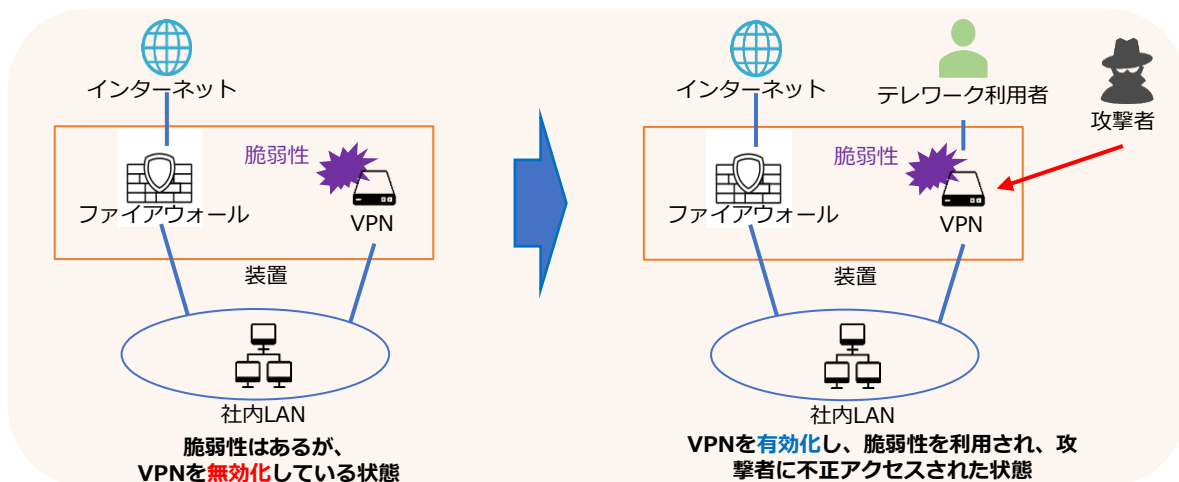 インターネット
脆弱性
ファイアウォール
VPN
装置
社内LAN
脆弱性はあるが、
VPNを無効化している状態
インターネット
テレワーク利用者
攻撃者
脆弱性
ファイアウォール
VPN
装置
社内LAN
VPNを有効化し、脆弱性を利用され、攻
撃者に不正アクセスされた状態